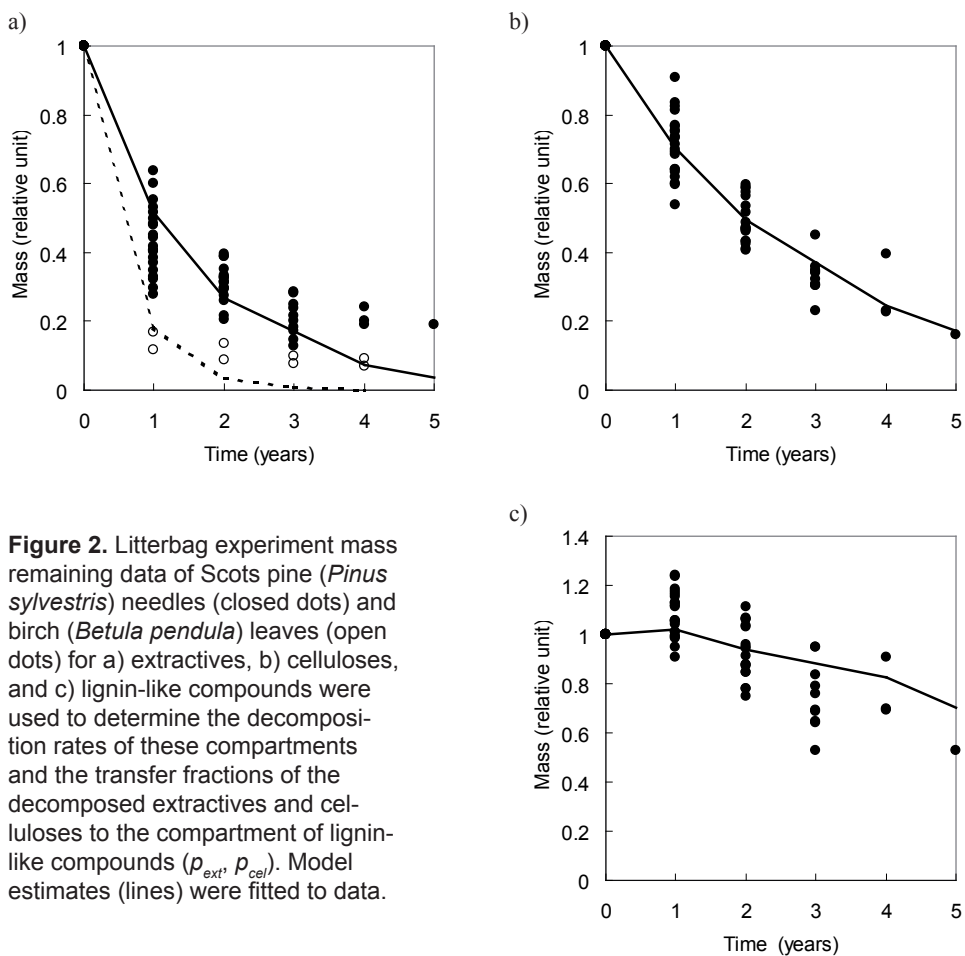 a)
1
0.8
0.6
0.4
0.2
0
Mass (relative unit)
0 1 2 3 4 5
Time (years)
b)
1
0.8
0.6
0.4
0.2
0
Mass (relative unit)
0 1 2 3 4 5
Time (years)
Figure 2. Litterbag experiment mass
remaining data of Scots pine (Pinus
sylvestris) needles (closed dots) and
birch (Betula pendula) leaves (open
dots) for a) extractives, b) celluloses,
and c) lignin-like compounds were
used to determine the decomposi-
tion rates of these compartments
and the transfer fractions of the
decomposed extractives and cel-
luloses to the compartment of lignin-
like compounds (p_ext, p_cel). Model
estimates (lines) were fitted to data.
c)
1.4
1.2
1
0.8
0.6
0.4
0.2
0
Mass (relative unit)
0 1 2 3 4 5
Time (years)